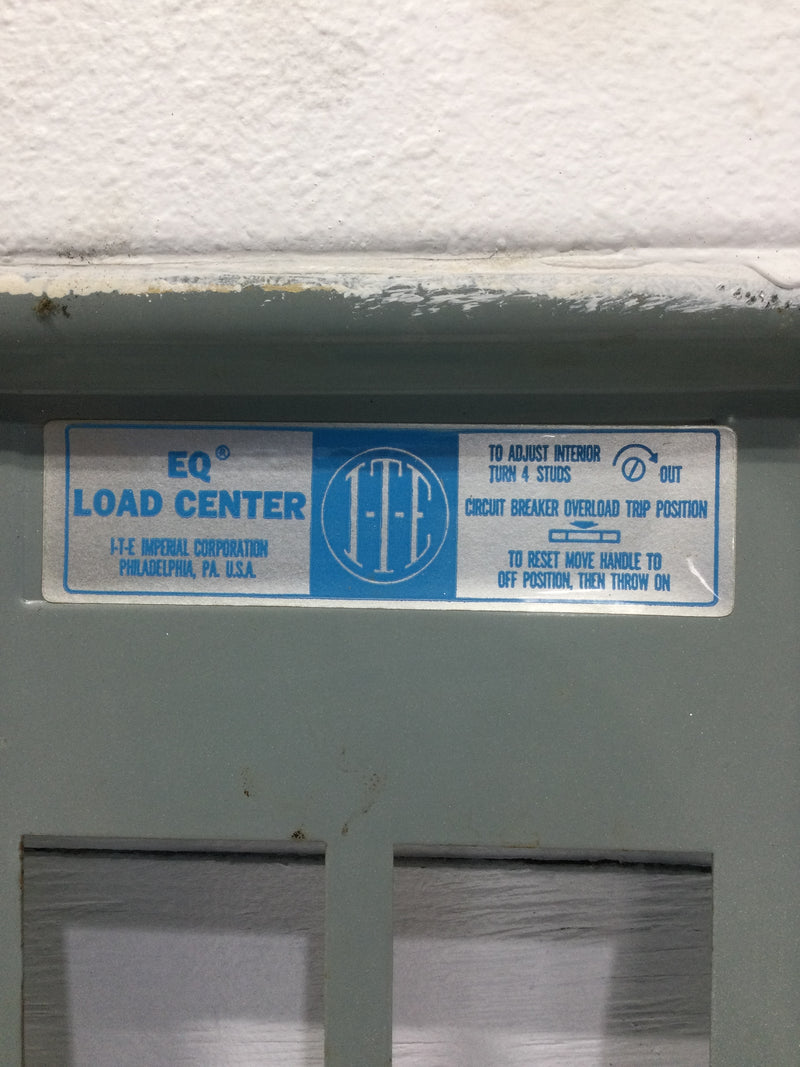 EQ®
LOAD CENTER
I-T-E IMPERIAL CORPORATION
PHILADELPHIA, PA. U.S.A.
I-T-E
TO ADJUST INTERIOR
TURN 4 STUDS
OUT
CIRCUIT BREAKER OVERLOAD TRIP POSITION
TO RESET MOVE HANDLE TO
OFF POSITION, THEN THROW ON